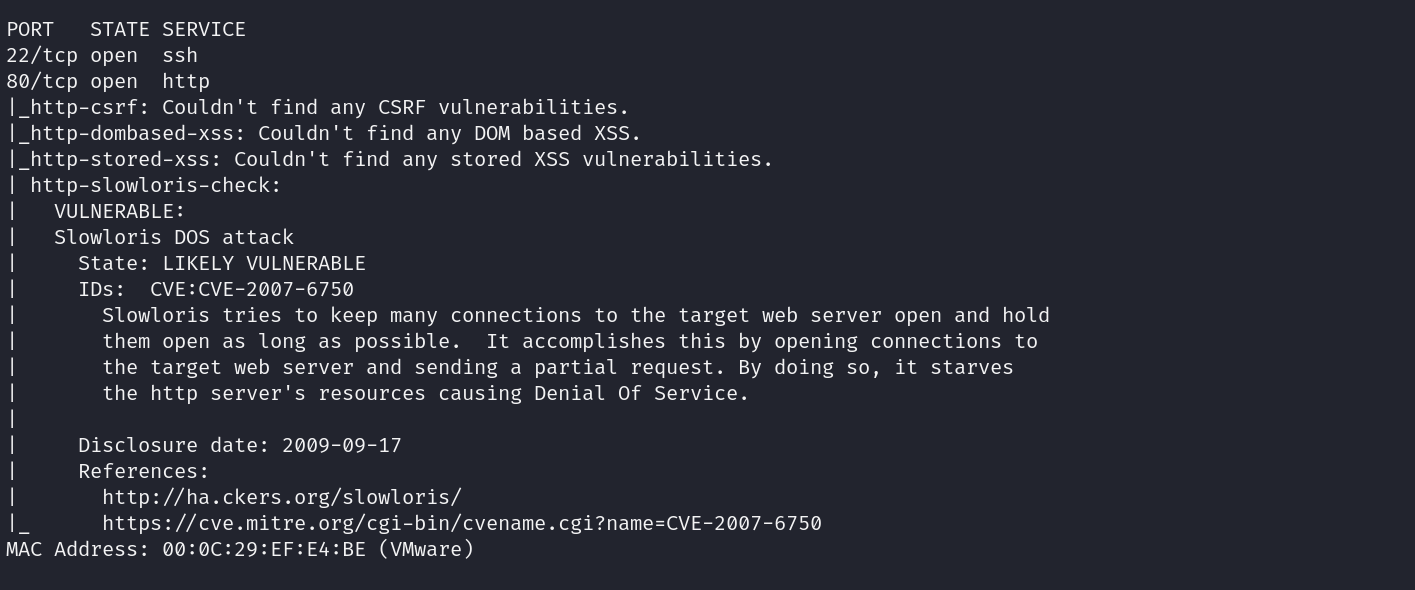 PORT   STATE SERVICE
22/tcp open  ssh
80/tcp open  http
|_http-csrf: Couldn't find any CSRF vulnerabilities.
|_http-dombased-xss: Couldn't find any DOM based XSS.
|_http-stored-xss: Couldn't find any stored XSS vulnerabilities.
| http-slowloris-check:
|   VULNERABLE:
|   Slowloris DOS attack
|     State: LIKELY VULNERABLE
|     IDs:  CVE:CVE-2007-6750
|       Slowloris tries to keep many connections to the target web server open and hold
|       them open as long as possible.  It accomplishes this by opening connections to
|       the target web server and sending a partial request. By doing so, it starves
|       the http server's resources causing Denial Of Service.
|
|     Disclosure date: 2009-09-17
|     References:
|       http://ha.ckers.org/slowloris/
|_      https://cve.mitre.org/cgi-bin/cvename.cgi?name=CVE-2007-6750
MAC Address: 00:0C:29:EF:E4:BE (VMware)